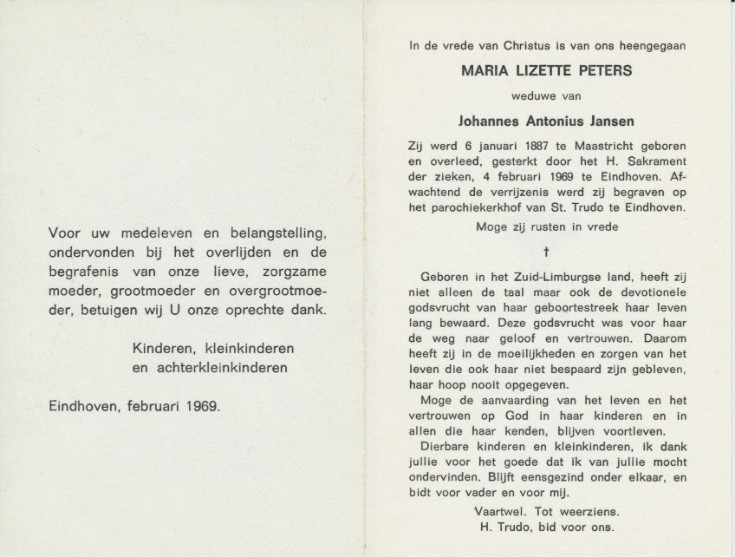 Voor uw medeleven en belangstelling,
ondervonden bij het overlijden en de
begrafenis van onze lieve, zorgzame
moeder, grootmoeder en overgrootmoe-
der, betuigen wij U onze oprechte dank.
Kinderen, kleinkinderen
en achterkleinkinderen
Eindhoven, februari 1969.
In de vrede van Christus is van ons heengegaan
MARIA LIZETTE PETERS
weduwe van
Johannes Antonius Jansen
Zij werd 6 januari 1887 te Maastricht geboren
en overleed, gesterkt door het H. Sakrament
der zieken, 4 februari 1969 te Eindhoven. Af-
wachtend de verrijzenis werd zij begraven op
het parochiekerkhof van St. Trudo te Eindhoven.
Moge zij rusten in vrede
†
Geboren in het Zuid-Limburgse land, heeft zij
niet alleen de taal maar ook de devotionele
godsvrucht van haar geboortestreek haar leven
lang bewaard. Deze godsvrucht was voor haar
de weg naar geloof en vertrouwen. Daarom
heeft zij in de moeilijkheden en zorgen van het
leven die ook haar niet bespaard zijn gebleven,
haar hoop nooit opgegeven.
Moge de aanvaarding van het leven en het
vertrouwen op God in haar kinderen en in
allen die haar kenden, blijven voortleven.
Dierbare kinderen en kleinkinderen, ik dank
jullie voor het goede dat ik van jullie mocht
ondervinden. Blijft eensgezind onder elkaar, en
bidt voor vader en voor mij.
Vaartwel. Tot weerziens.
H. Trudo, bid voor ons.